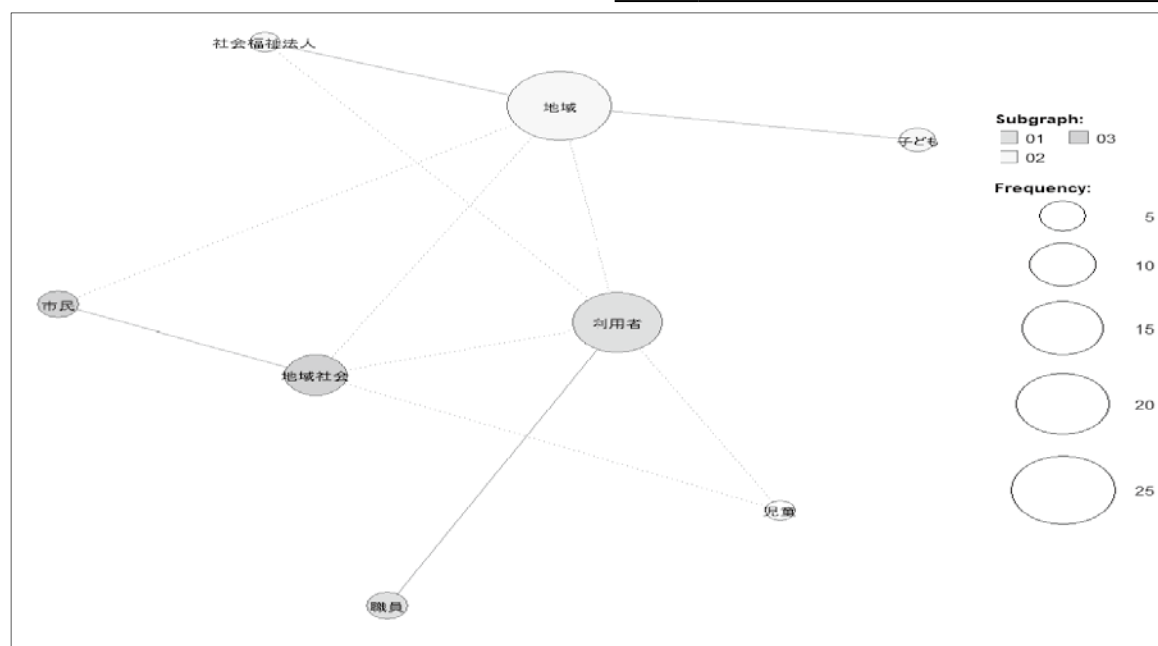 社会福祉法人
地域
子ども
市民
利用者
地域社会
児童
職員
Subgraph:
01 03
02
Frequency:
5
10
15
20
25